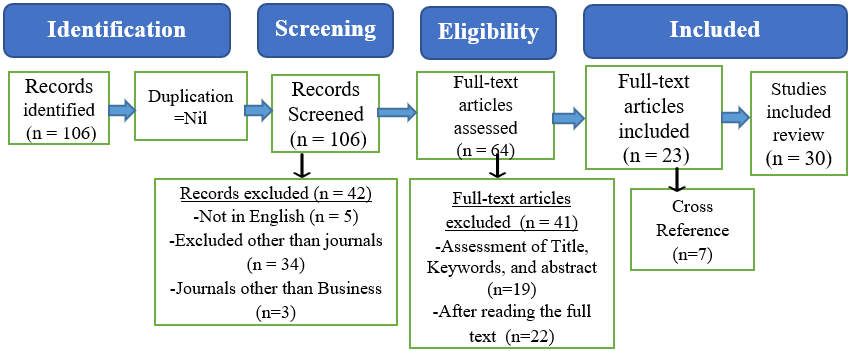 Identification
Screening
Eligibility
Included
Records
identified
(n = 106)
Duplication
=Nil
Records
Screened
(n = 106)
Full-text
articles
assessed
(n = 64)
Full-text
articles
included
(n = 23)
Studies
included
review
(n = 30)
Records excluded (n = 42)
-Not in English (n = 5)
-Excluded other than journals
(n = 34)
-Journals other than Business
(n=3)
Full-text articles
excluded (n = 41)
-Assessment of Title,
Keywords, and abstract
(n=19)
-After reading the full
text (n=22)
Cross
Reference
(n=7)